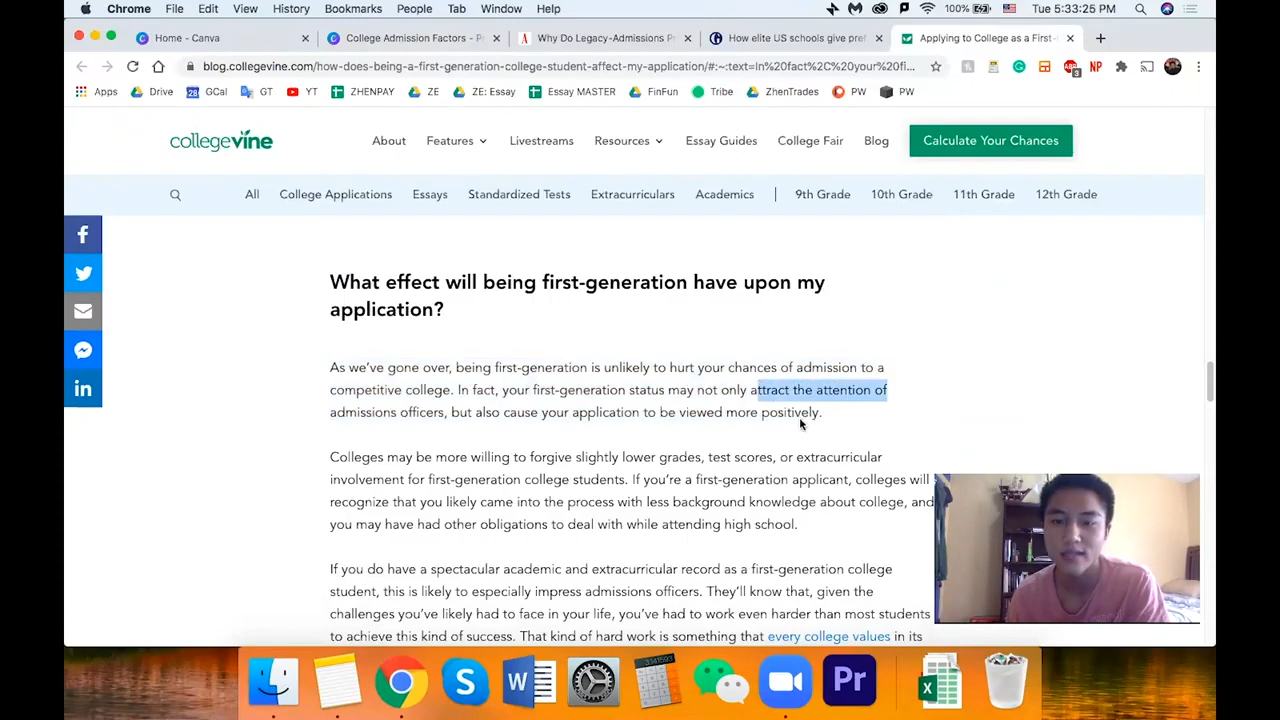 Chrome File Edit View History Bookmarks People Tab Window Help 100% Tue 5:33:25 PM
Home - Canva College Admission Factors - P Why Do Legacy-Admissions P How elite US schools give pref Applying to College as a First-
blog.collegevine.com/how-does-being-a-first-generation-college-student-affect-my-application/#:~:text=In%20fact%2C%20your%20fi... 3 NP
Apps Drive 28 GCal GT YT ZHENPAY ZE ZE: Essay Essay MASTER FinFun Tribe ZhenTrades PW PW
collegevine About Features Livestreams Resources Essay Guides College Fair Blog Calculate Your Chances
All College Applications Essays Standardized Tests Extracurriculars Academics | 9th Grade 10th Grade 11th Grade 12th Grade
What effect will being first-generation have upon my
application?
As we've gone over, being first-generation is unlikely to hurt your chances of admission to a
competitive college. In fact, your first-generation status may not only attract the attention of
admissions officers, but also cause your application to be viewed more positively.
Colleges may be more willing to forgive slightly lower grades, test scores, or extracurricular
involvement for first-generation college students. If you're a first-generation applicant, colleges will
recognize that you likely came into the process with less background knowledge about college, and
you may have had other obligations to deal with while attending high school.
If you do have a spectacular academic and extracurricular record as a first-generation college
student, this is likely to especially impress admissions officers. They'll know that, given the
challenges you've likely had to face in your life, you've had to work even harder than most students
to achieve this kind of success. That kind of hard work is something that every college values in its
S W Pr X